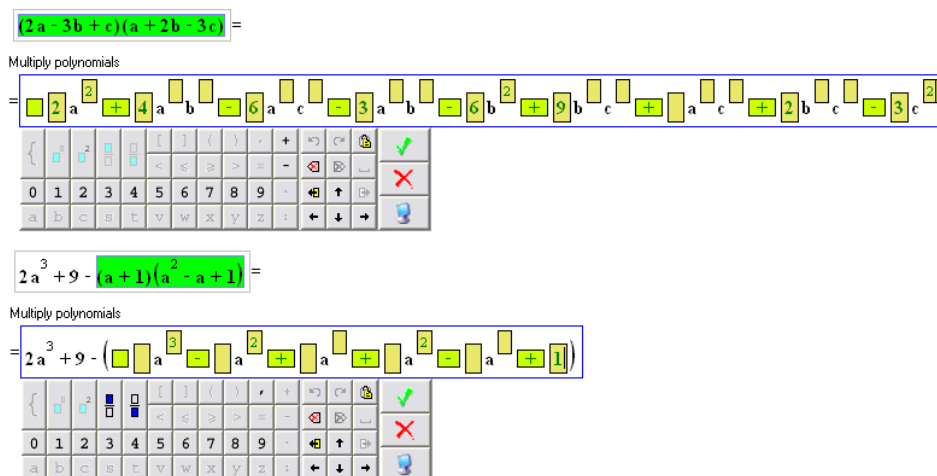 (2a - 3b + c)(a + 2b - 3c) =
Multiply polynomials
= 2a² + 4ab - 6ac - 3ab - 6b² + 9bc + ac + 2bc - 3c²
{ [ ] ( ) , +
< ⩽ ⩾ > = -
0 1 2 3 4 5 6 7 8 9 ·
a b c s t v w x y z :
2a³ + 9 - (a + 1)(a² - a + 1) =
Multiply polynomials
= 2a³ + 9 - ( a³ - a² + a + a² - a + 1)
{ [ ] ( ) , +
< ⩽ ⩾ > = -
0 1 2 3 4 5 6 7 8 9 ·
a b c s t v w x y z :